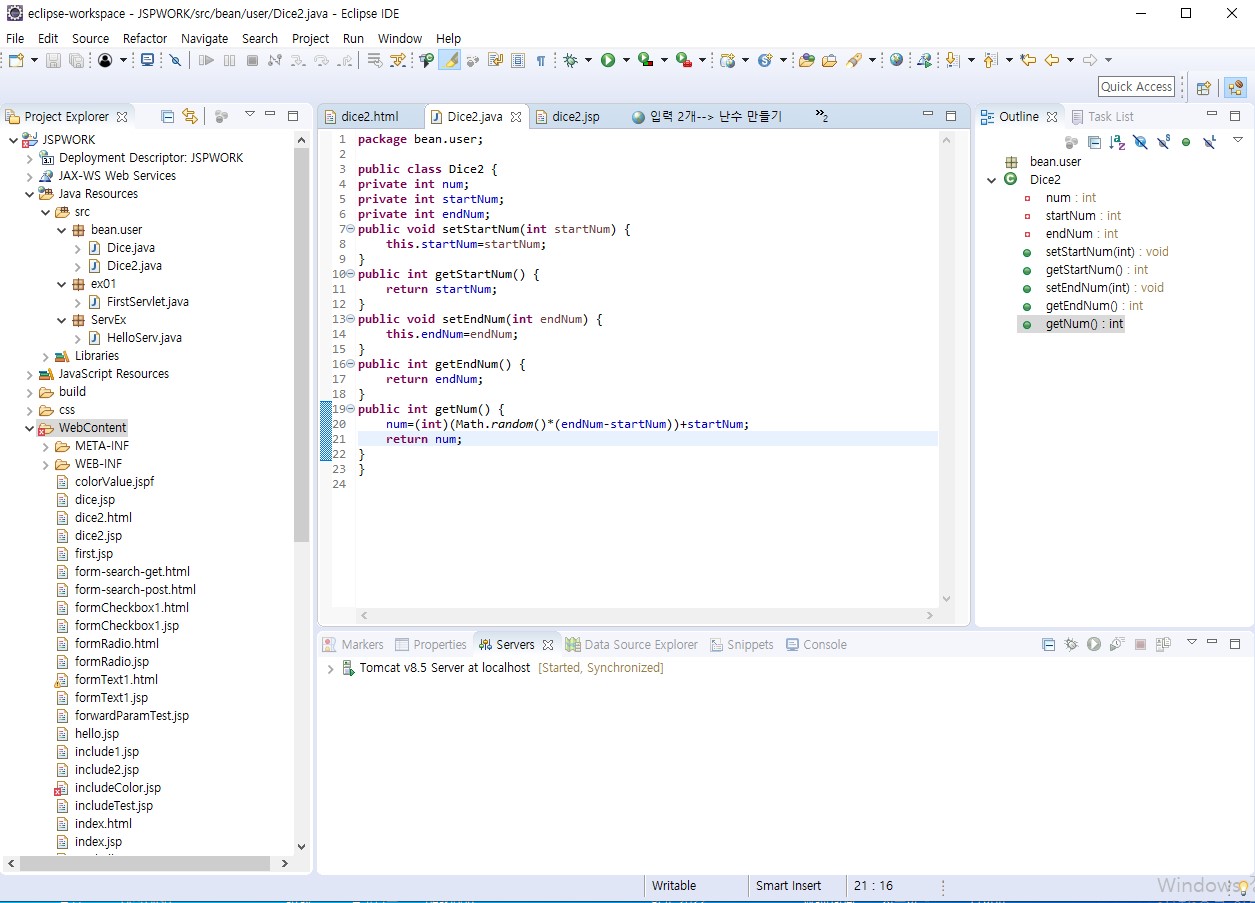 eclipse-workspace - JSPWORK/src/bean/user/Dice2.java - Eclipse IDE
File Edit Source Refactor Navigate Search Project Run Window Help
Quick Access
Project Explorer
JSPWORK
Deployment Descriptor: JSPWORK
JAX-WS Web Services
Java Resources
src
bean.user
Dice.java
Dice2.java
ex01
FirstServlet.java
ServEx
HelloServ.java
Libraries
JavaScript Resources
build
css
WebContent
META-INF
WEB-INF
colorValue.jspf
dice.jsp
dice2.html
dice2.jsp
first.jsp
form-search-get.html
form-search-post.html
formCheckbox1.html
formCheckbox1.jsp
formRadio.html
formRadio.jsp
formText1.html
formText1.jsp
forwardParamTest.jsp
hello.jsp
include1.jsp
include2.jsp
includeColor.jsp
includeTest.jsp
index.html
index.jsp
dice2.html Dice2.java dice2.jsp 입력 2개--> 난수 만들기 »2
1 package bean.user;
2
3 public class Dice2 {
4 private int num;
5 private int startNum;
6 private int endNum;
7 public void setStartNum(int startNum) {
8 this.startNum=startNum;
9 }
10 public int getStartNum() {
11 return startNum;
12 }
13 public void setEndNum(int endNum) {
14 this.endNum=endNum;
15 }
16 public int getEndNum() {
17 return endNum;
18 }
19 public int getNum() {
20 num=(int)(Math.random()*(endNum-startNum))+startNum;
21 return num;
22 }
23 }
24
Outline Task List
bean.user
Dice2
num : int
startNum : int
endNum : int
setStartNum(int) : void
getStartNum() : int
setEndNum(int) : void
getEndNum() : int
getNum() : int
Markers Properties Servers Data Source Explorer Snippets Console
Tomcat v8.5 Server at localhost [Started, Synchronized]
Writable Smart Insert 21 : 16
Windows